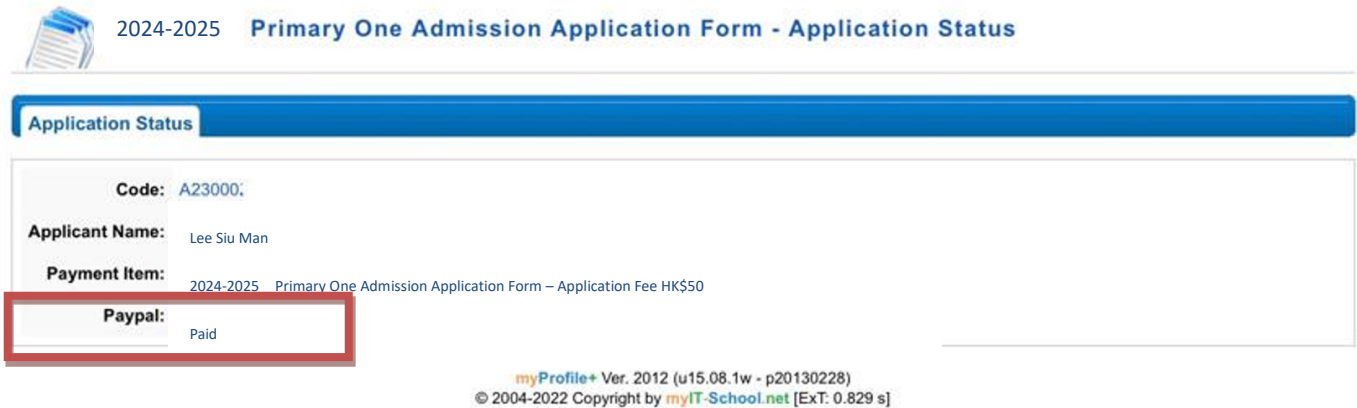 2024-2025 Primary One Admission Application Form - Application Status
Application Status
Code: A23000
Applicant Name: Lee Siu Man
Payment Item: 2024-2025 Primary One Admission Application Form – Application Fee HK$50
Paypal: Paid
myProfile+ Ver. 2012 (u15.08.1w - p20130228)
© 2004-2022 Copyright by myIT-School.net [ExT: 0.829 s]